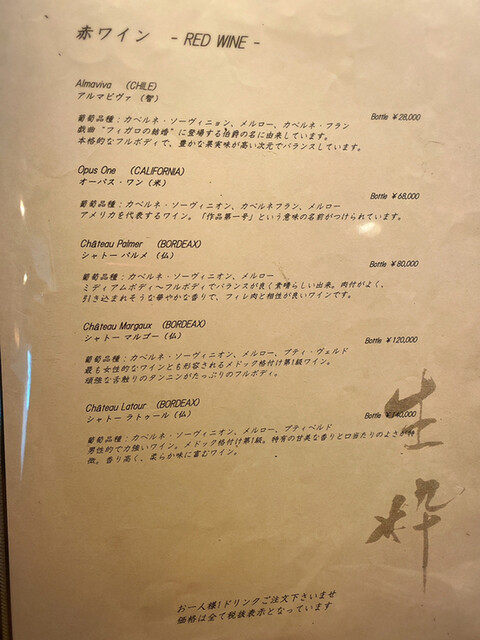 赤ワイン - RED WINE -
Almaviva (CHILE)
アルマビヴァ (智)
Bottle ¥28,000
葡萄品種：カベルネ・ソーヴィニョン、メルロー、カベルネ・フラン
戯曲"フィガロの結婚"に登場する伯爵の名に由来しています。
本格的なフルボディで、豊かな果実味が高い次元でバランスしています。
Opus One (CALIFORNIA)
オーパス・ワン (米)
Bottle ¥68,000
葡萄品種：カベルネ・ソーヴィニオン、カベルネフラン、メルロー
アメリカを代表するワイン。「作品第一号」という意味の名前がつけられています。
Château Palmer (BORDEAX)
シャトー パルメ (仏)
Bottle ¥80,000
葡萄品種：カベルネ・ソーヴィニオン、メルロー
ミディアムボディ～フルボディでバランスが良く素晴らしい出来。肉付がよく、
引き込まれそうな華やかな香りで、フィレ肉と相性が良いワインです。
Château Margaux (BORDEAX)
シャトー マルゴー (仏)
Bottle ¥120,000
葡萄品種：カベルネ・ソーヴィニオン、メルロー、プティ・ヴェルド
最も女性的なワインとも形容されるメドック格付け第1級ワイン。
頑強な舌触りのタンニンがたっぷりのフルボディ。
Château Latour (BORDEAX)
シャトー ラトゥール (仏)
Bottle ¥140,000
葡萄品種：カベルネ・ソーヴィニオン、メルロー、プティベルド
男性的で力強いワイン。メドック格付け第1級。特有の甘美な香りと口当たりのよさが特
徴。香り高く、柔らか味に富むワイン。
生粋
お一人様1ドリンクご注文下さいませ
価格は全て税抜表示となっています